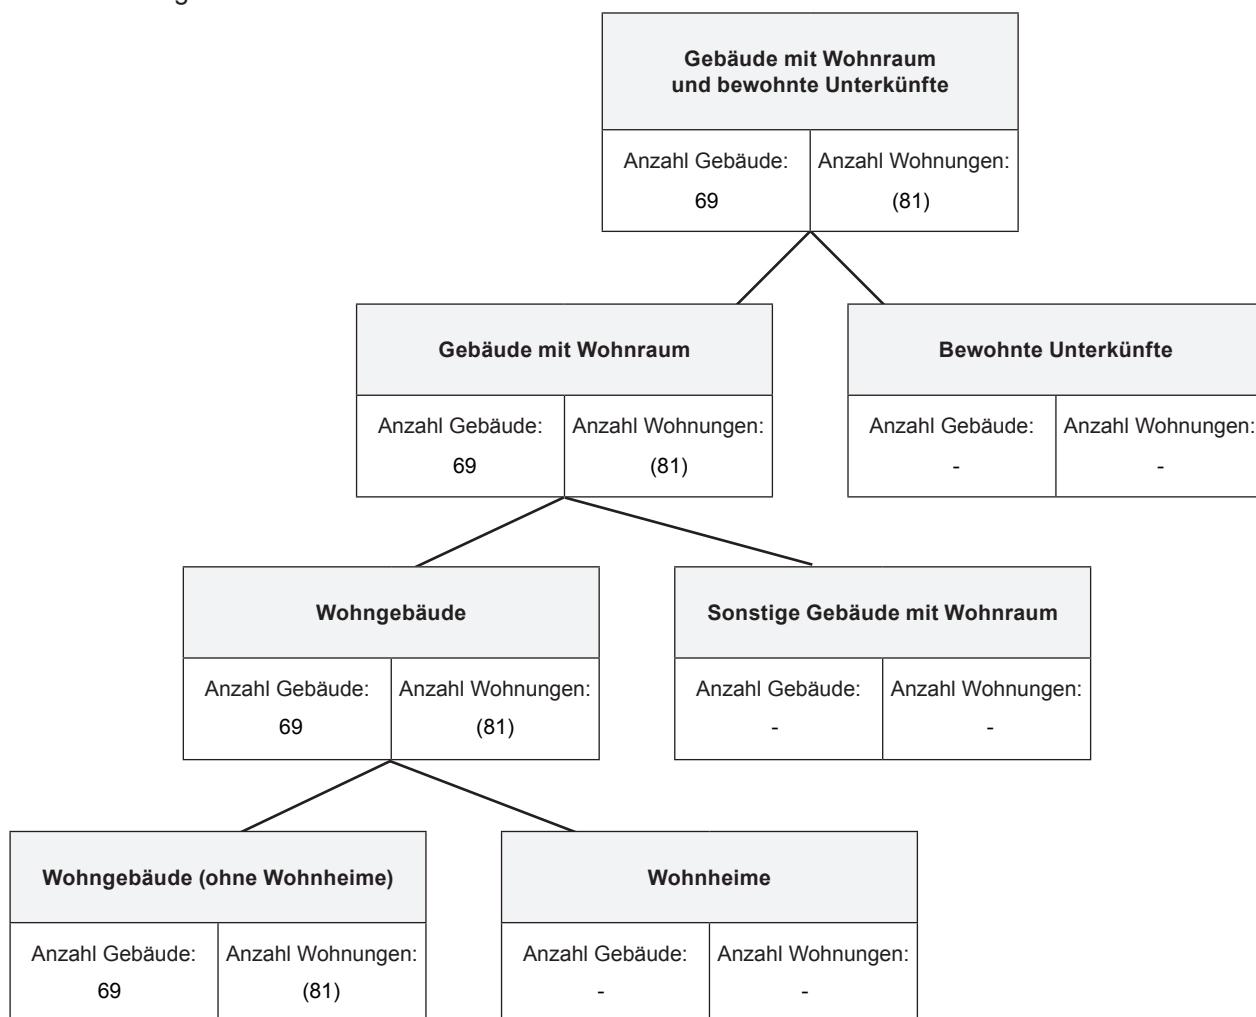 Gebäude mit Wohnraum
und bewohnte Unterkünfte
Anzahl Gebäude: Anzahl Wohnungen:
69 (81)
Gebäude mit Wohnraum
Bewohnte Unterkünfte
Anzahl Gebäude: Anzahl Wohnungen:
69 (81)
Anzahl Gebäude: Anzahl Wohnungen:
- -
Wohngebäude
Sonstige Gebäude mit Wohnraum
Anzahl Gebäude: Anzahl Wohnungen:
69 (81)
Anzahl Gebäude: Anzahl Wohnungen:
- -
Wohngebäude (ohne Wohnheime)
Wohnheime
Anzahl Gebäude: Anzahl Wohnungen:
69 (81)
Anzahl Gebäude: Anzahl Wohnungen:
- -